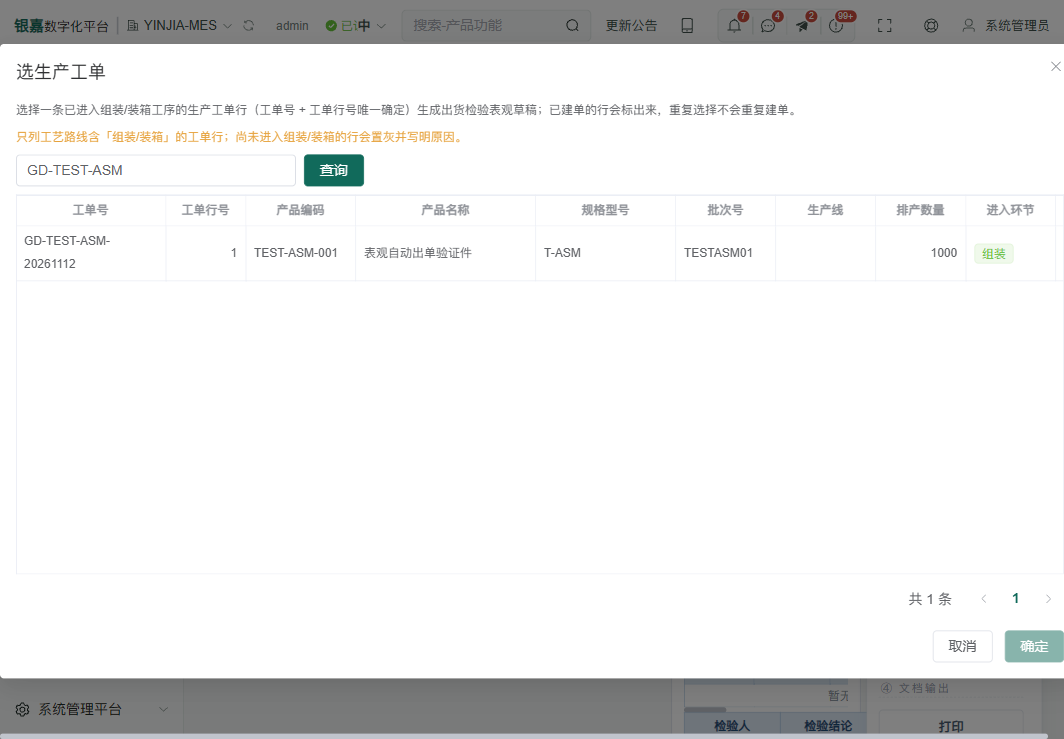 银嘉数字化平台 YINJIA-MES admin 中 搜索-产品功能 更新公告 7 4 2 99+ 系统管理员
选生产工单
选择一条已进入组装/装箱工序的生产工单行（工单号 + 工单行号唯一确定）生成出货检验表观草稿；已建单的行会标出来，重复选择不会重复建单。
只列工艺路线含「组装/装箱」的工单行；尚未进入组装/装箱的行会置灰并写明原因。
GD-TEST-ASM 查询
工单号 工单行号 产品编码 产品名称 规格型号 批次号 生产线 排产数量 进入环节
GD-TEST-ASM-
20261112 1 TEST-ASM-001 表观自动出单验证件 T-ASM TESTASM01 1000 组装
共 1 条 1
取消 确定
系统管理平台 ④ 文档输出
检验人 检验结论 打印